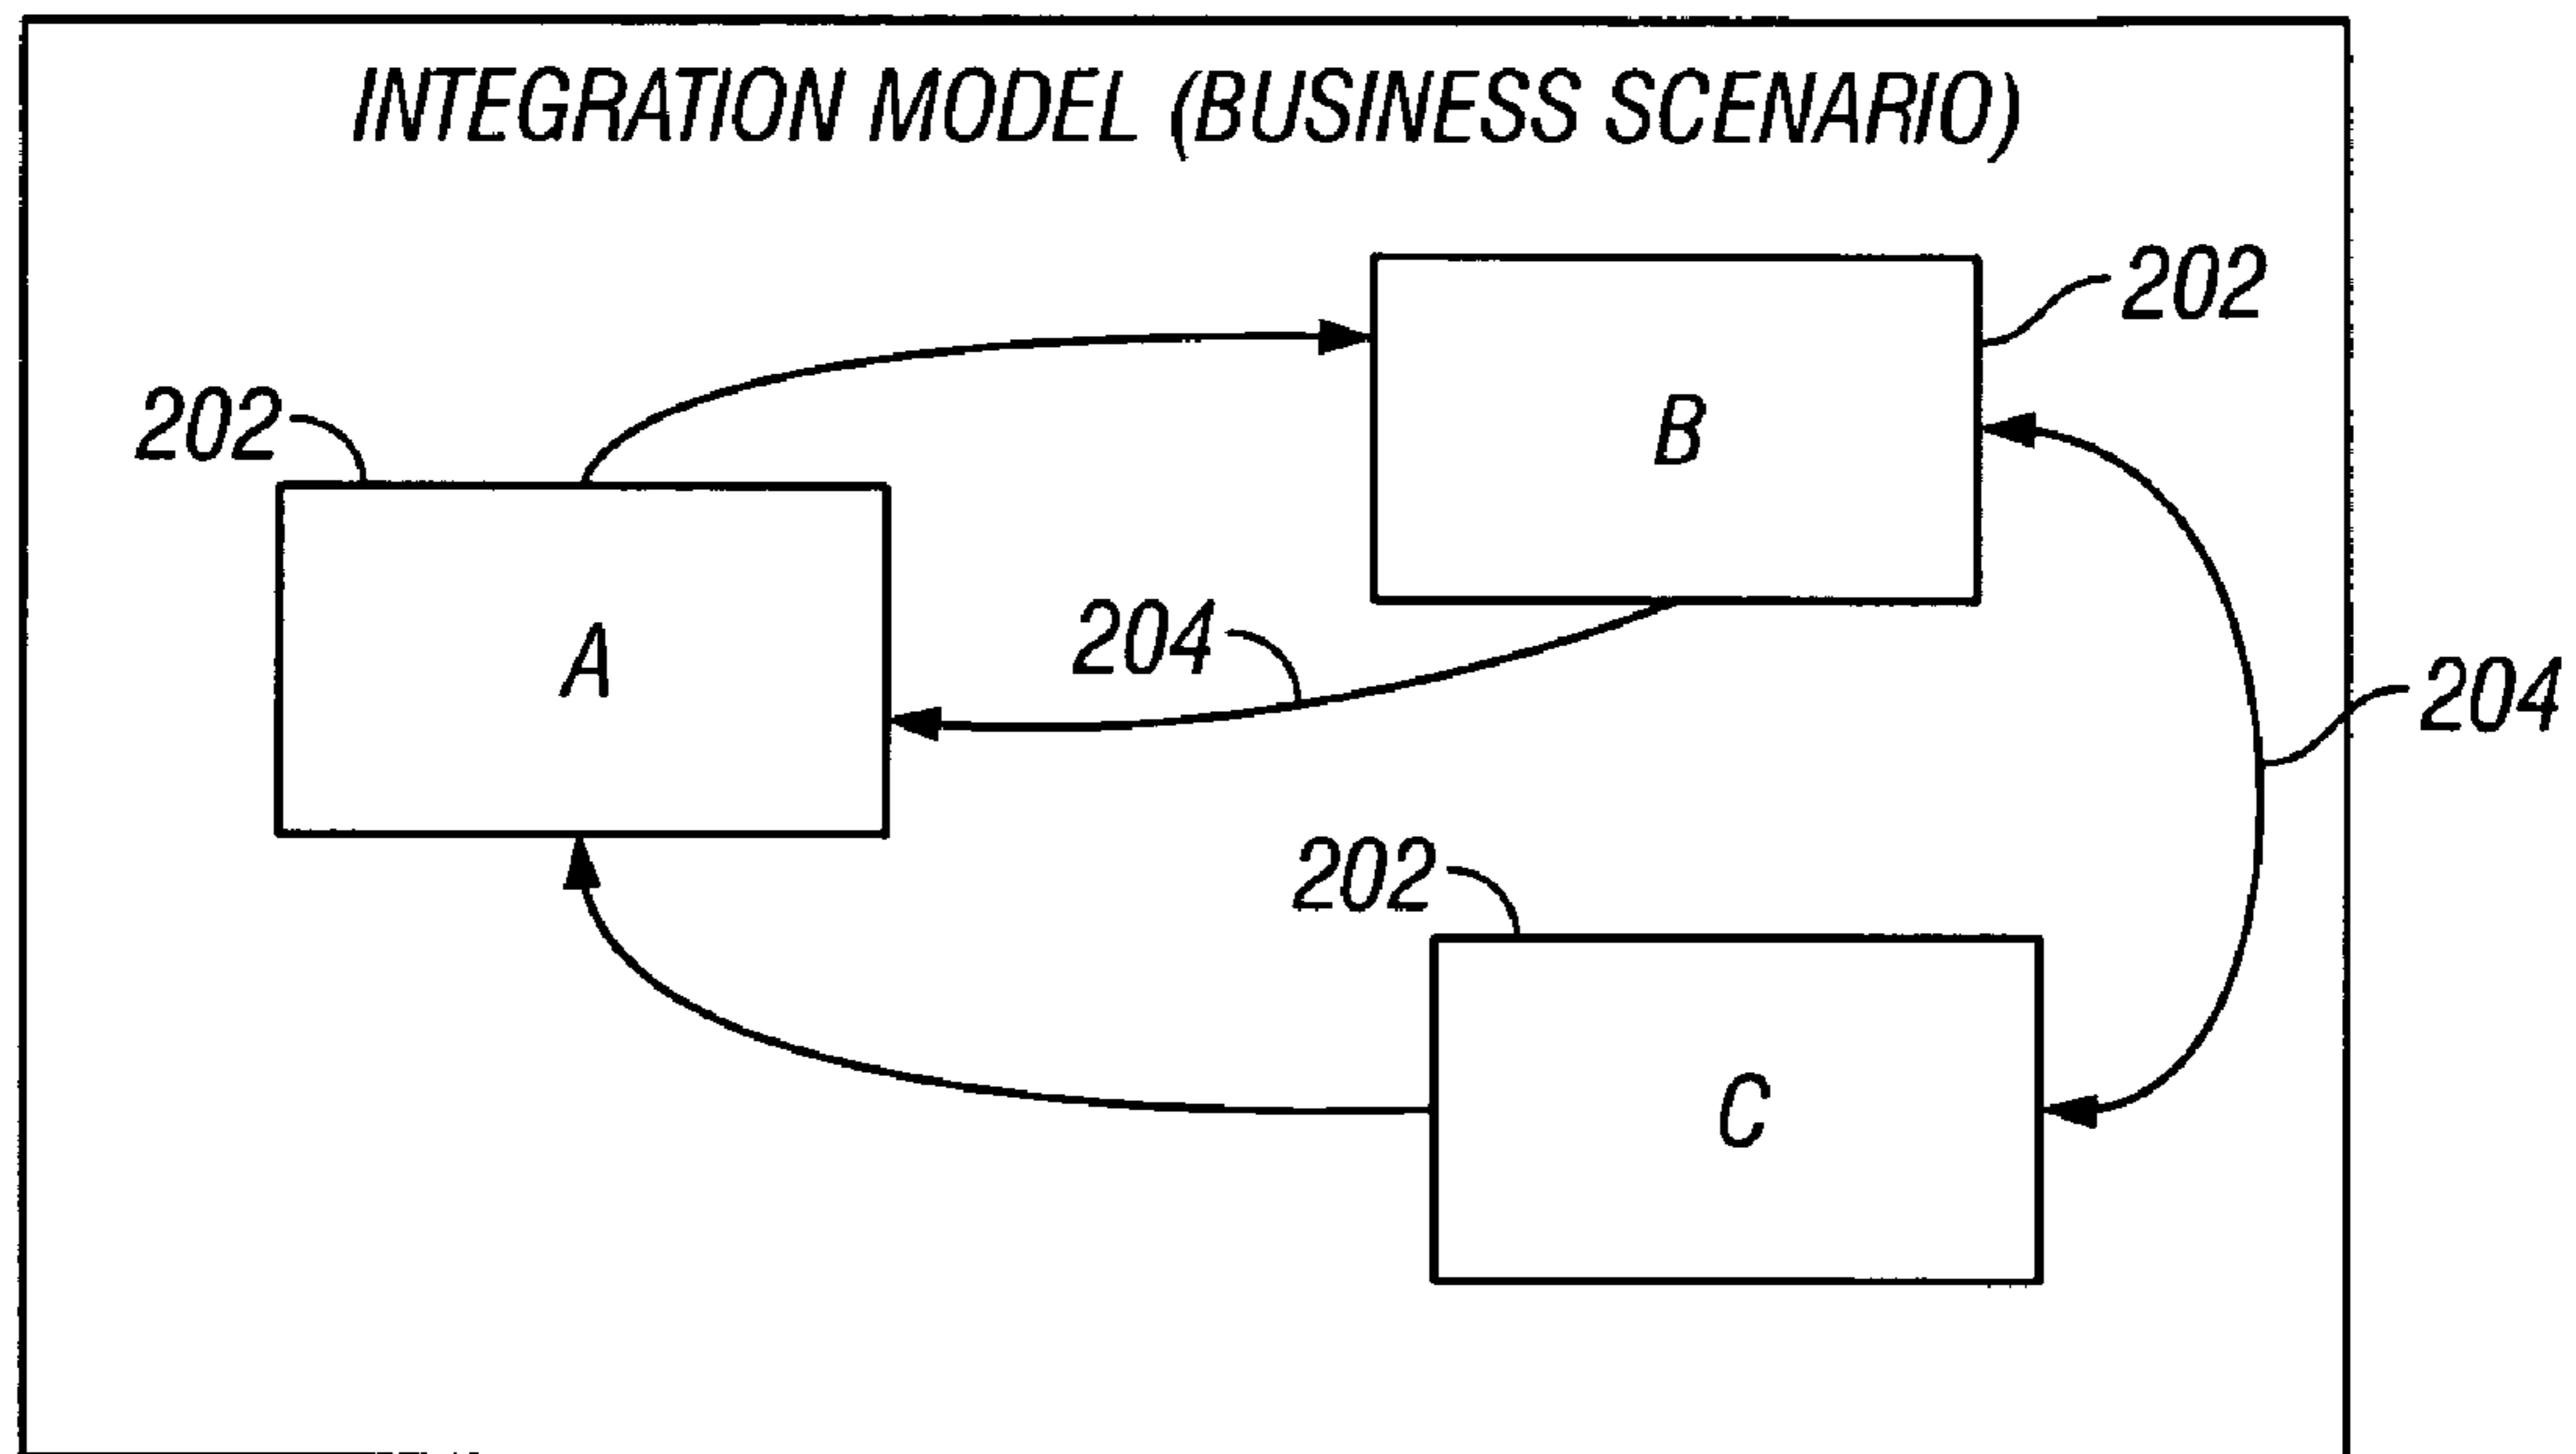 INTEGRATION MODEL (BUSINESS SCENARIO)
202
B
202
A
204
204
202
C